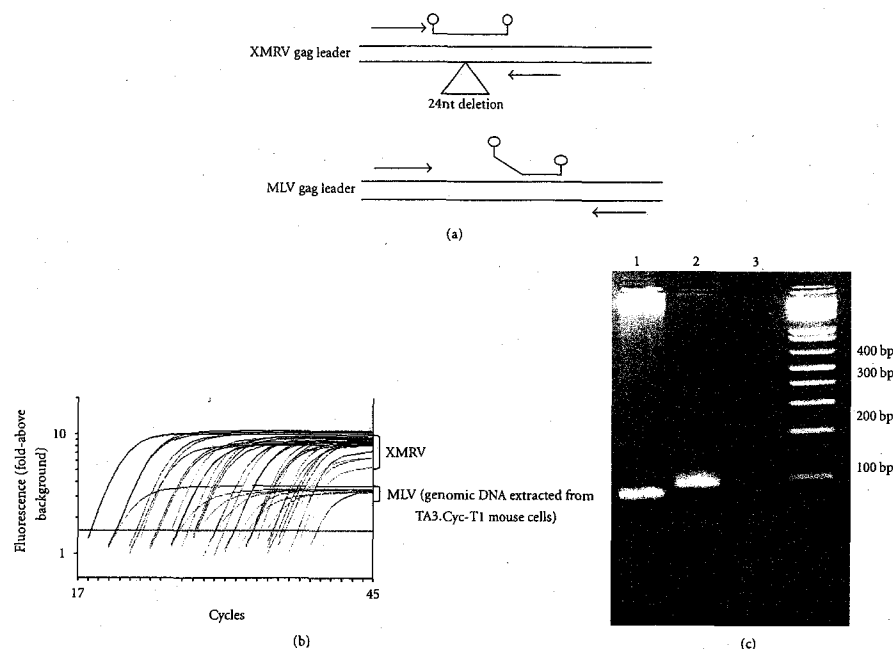 XMRV gag leader
24nt deletion
MLV gag leader
(a)
1 2 3
400 bp
300 bp
200 bp
100 bp
Fluorescence (fold-above
background)
10
1
17
45
Cycles
XMRV
MLV (genomic DNA extracted from
TA3.Cyc-T1 mouse cells)
(b)
(c)